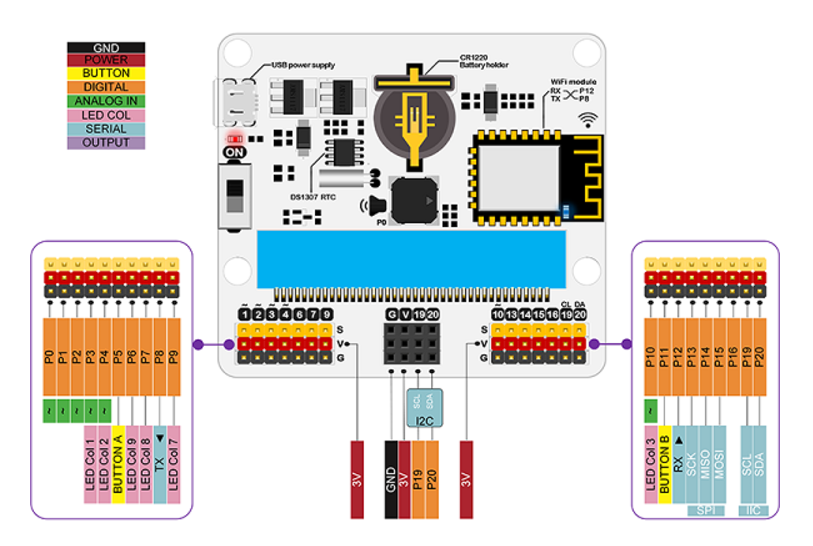 GND
POWER
BUTTON
DIGITAL
ANALOG IN
LED COL
SERIAL
OUTPUT
USB power supply
CR1220
Battery holder
WiFi module
RX P12
TX P8
ON
DS1307 RTC
P0
~ ~ ~ ~
1 2 3 4 6 7 9
S
V
G
G V 19 20
~ CL DA
10 13 14 15 16 19 20
S
V
G
P0 P1 P2 P3 P4 P5 P6 P7 P8 P9
~ ~ ~ ~ ~
LED Col 1
LED Col 2
BUTTON A
LED Col 9
LED Col 8
TX
LED Col 7
3V
SCL SDA
I2C
GND 3V P19 P20
3V
P10 P11 P12 P13 P14 P15 P16 P19 P20
~
LED Col 3
BUTTON B
RX
SCK
MISO
MOSI
SCL
SDA
SPI
IIC